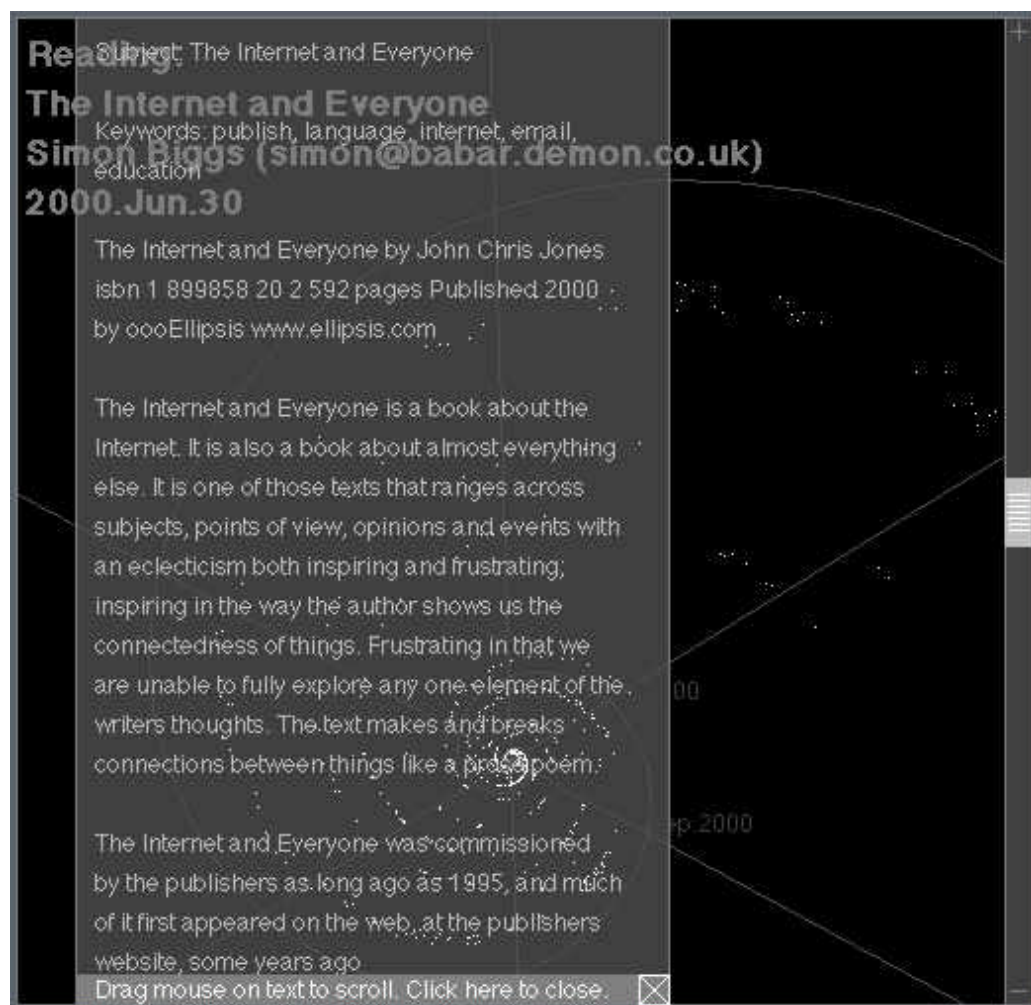 Reading:
The Internet and Everyone
Simon Biggs (simon@babar.demon.co.uk)
2000.Jun.30
Subject: The Internet and Everyone
Keywords: publish, language, internet, email,
education
The Internet and Everyone by John Chris Jones
isbn 1 899858 20 2 592 pages Published 2000
by oooEllipsis www.ellipsis.com
The Internet and Everyone is a book about the
Internet. It is also a book about almost everything
else. It is one of those texts that ranges across
subjects, points of view, opinions and events with
an eclecticism both inspiring and frustrating;
inspiring in the way the author shows us the
connectedness of things. Frustrating in that we
are unable to fully explore any one element of the
writers thoughts. The text makes and breaks
connections between things like a prose poem.
The Internet and Everyone was commissioned
by the publishers as long ago as 1995, and much
of it first appeared on the web, at the publishers
website, some years ago
Drag mouse on text to scroll. Click here to close.
00
p.2000